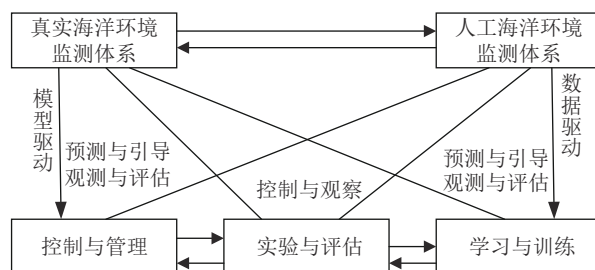 真实海洋环境
监测体系
人工海洋环境
监测体系
模型驱动
数据驱动
预测与引导
观测与评估
预测与引导
观测与评估
控制与观察
控制与管理
实验与评估
学习与训练